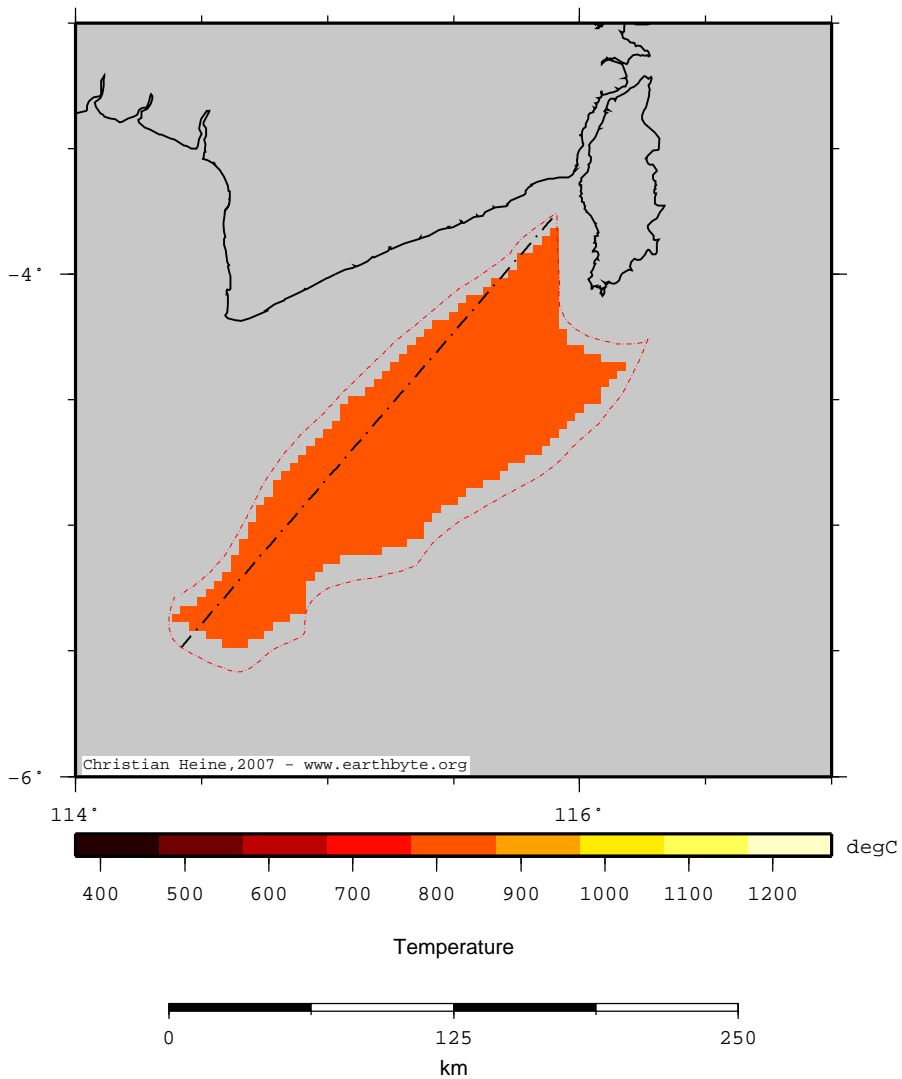 -4°
Christian Heine,2007 - www.earthbyte.org
-6°
114° 116°
degC
400 500 600 700 800 900 1000 1100 1200
Temperature
0 125 250
km